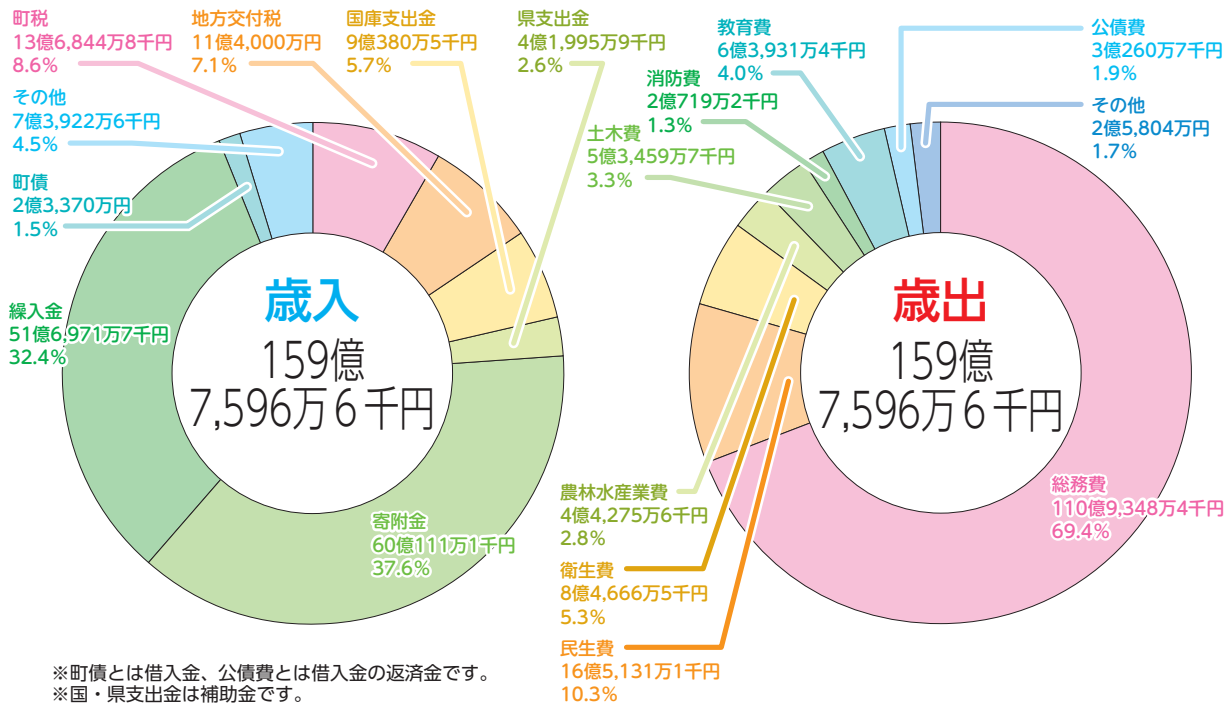 町税
13億6,844万8千円
8.6%
地方交付税
11億4,000万円
7.1%
国庫支出金
9億380万5千円
5.7%
県支出金
4億1,995万9千円
2.6%
その他
7億3,922万6千円
4.5%
町債
2億3,370万円
1.5%
繰入金
51億6,971万7千円
32.4%
寄附金
60億111万1千円
37.6%
歳入
159億
7,596万6千円
※町債とは借入金、公債費とは借入金の返済金です。
※国・県支出金は補助金です。
教育費
6億3,931万4千円
4.0%
消防費
2億719万2千円
1.3%
土木費
5億3,459万7千円
3.3%
公債費
3億260万7千円
1.9%
その他
2億5,804万円
1.7%
歳出
159億
7,596万6千円
総務費
110億9,348万4千円
69.4%
農林水産業費
4億4,275万6千円
2.8%
衛生費
8億4,666万5千円
5.3%
民生費
16億5,131万1千円
10.3%